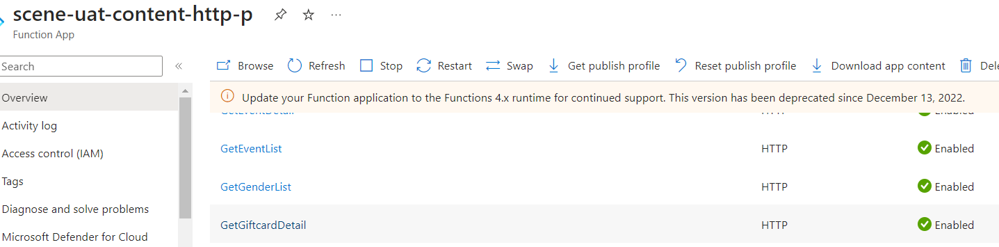 scene-uat-content-http-p
Function App
Search
Browse Refresh Stop Restart Swap Get publish profile Reset publish profile Download app content Del
Update your Function application to the Functions 4.x runtime for continued support. This version has been deprecated since December 13, 2022.
Overview
GetEventDetail HTTP Enabled
Activity log
GetEventList HTTP Enabled
Access control (IAM)
Tags
GetGenderList HTTP Enabled
Diagnose and solve problems
GetGiftcardDetail HTTP Enabled
Microsoft Defender for Cloud